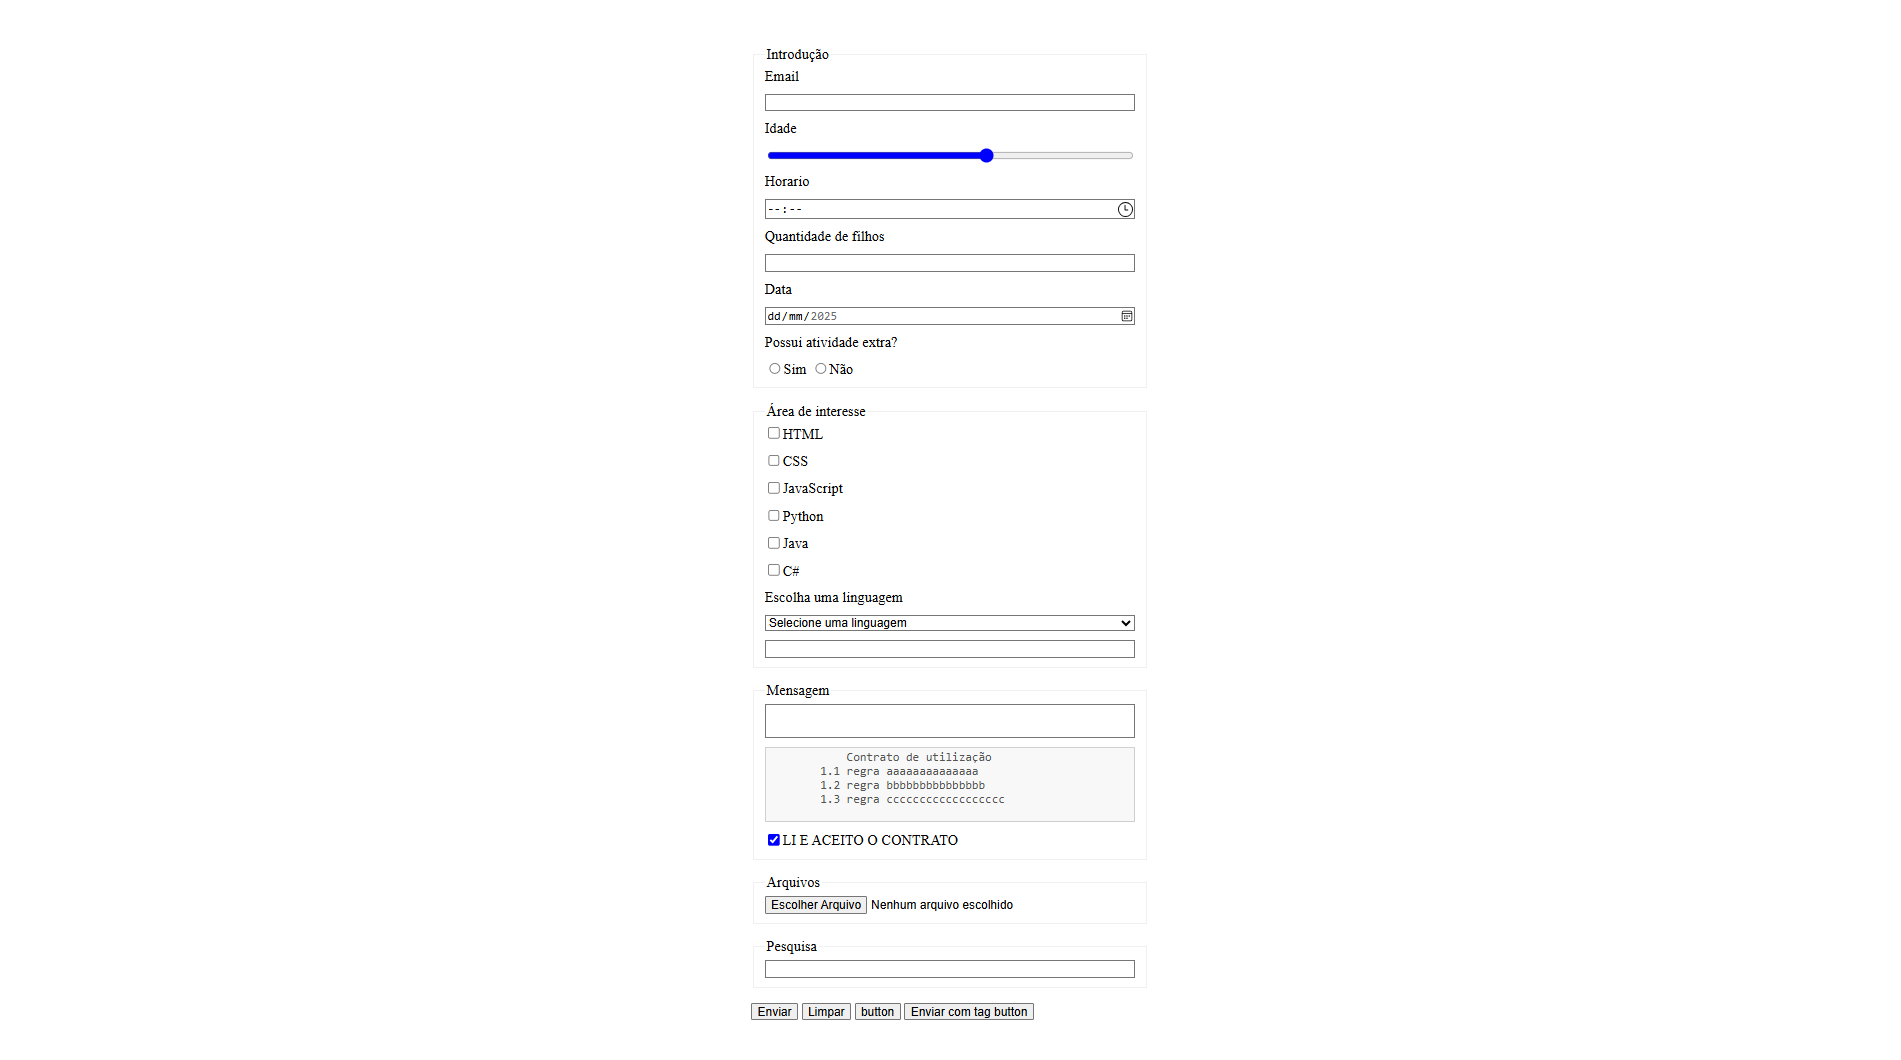 Introdução
Email
Idade
Horario
--:--
Quantidade de filhos
Data
dd/mm/2025
Possui atividade extra?
Sim Não
Área de interesse
HTML
CSS
JavaScript
Python
Java
C#
Escolha uma linguagem
Selecione uma linguagem
Mensagem
Contrato de utilização
1.1 regra aaaaaaaaaaaaaa
1.2 regra bbbbbbbbbbbbbbb
1.3 regra cccccccccccccccccc
LI E ACEITO O CONTRATO
Arquivos
Escolher Arquivo Nenhum arquivo escolhido
Pesquisa
Enviar Limpar button Enviar com tag button